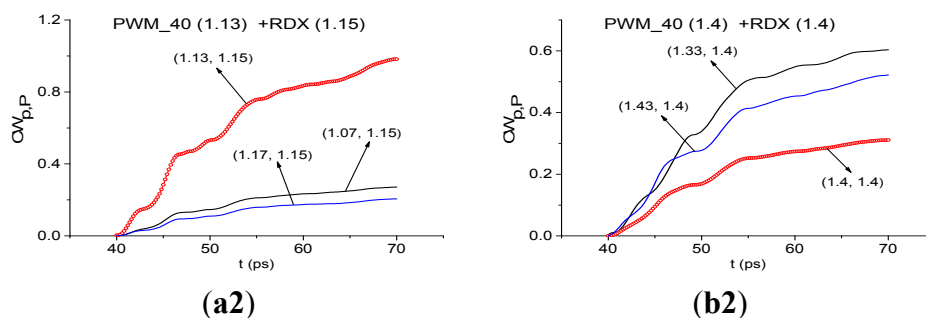 PWM_40 (1.13) +RDX (1.15)
1.2
0.8
0.4
0.0
CW_{p,P}
(1.13, 1.15)
(1.07, 1.15)
(1.17, 1.15)
40 50 60 70
t (ps)
(a2)
PWM_40 (1.4) +RDX (1.4)
0.6
0.4
0.2
0.0
CW_{p,P}
(1.33, 1.4)
(1.43, 1.4)
(1.4, 1.4)
40 50 60 70
t (ps)
(b2)